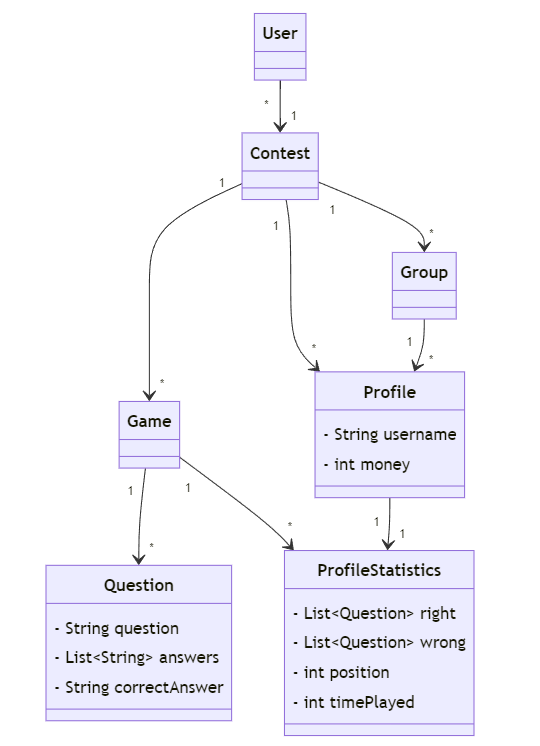 User
*
1
Contest
1
1
1
*
Group
1
*
*
Profile
- String username
- int money
*
Game
1
1
1
1
*
*
Question
- String question
- List<String> answers
- String correctAnswer
ProfileStatistics
- List<Question> right
- List<Question> wrong
- int position
- int timePlayed